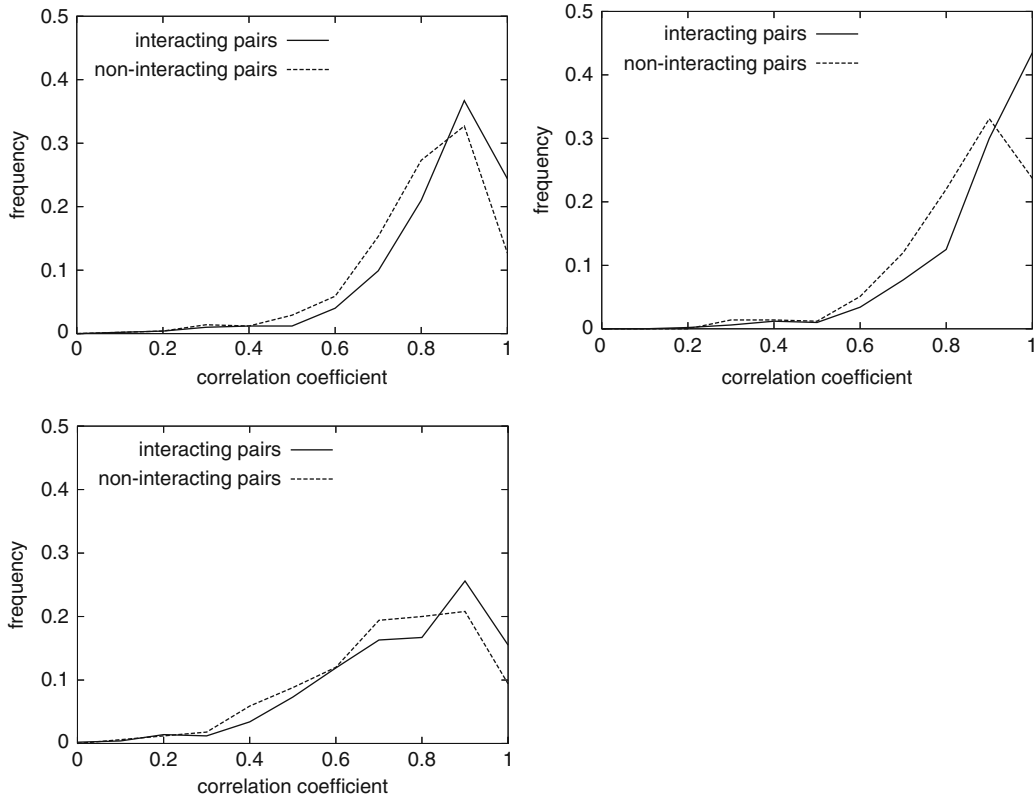 0.5
0.4
0.3
0.2
0.1
0
frequency
interacting pairs
non-interacting pairs
0 0.2 0.4 0.6 0.8 1
correlation coefficient
0.5
0.4
0.3
0.2
0.1
0
frequency
interacting pairs
non-interacting pairs
0 0.2 0.4 0.6 0.8 1
correlation coefficient
0.5
0.4
0.3
0.2
0.1
0
frequency
interacting pairs
non-interacting pairs
0 0.2 0.4 0.6 0.8 1
correlation coefficient